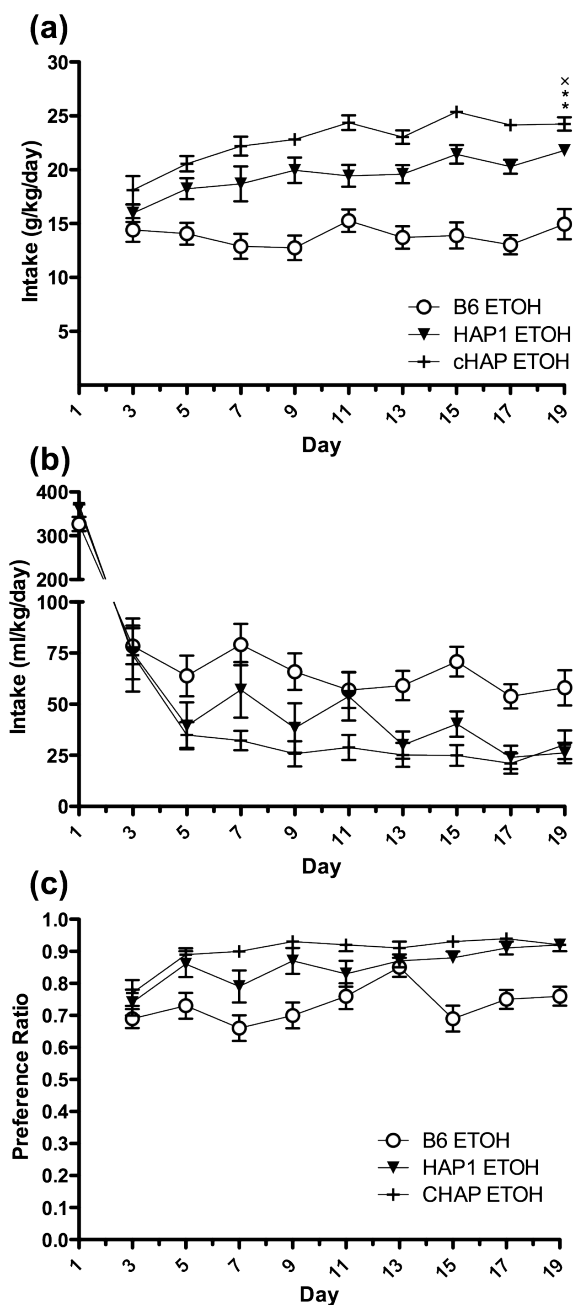 (a)
30
25
20
15
10
5
Intake (g/kg/day)
×
*
*
*
B6 ETOH
HAP1 ETOH
cHAP ETOH
1 3 5 7 9 11 13 15 17 19
Day
(b)
400
300
200
100
75
50
25
0
Intake (ml/kg/day)
1 3 5 7 9 11 13 15 17 19
Day
(c)
1.0
0.9
0.8
0.7
0.6
0.5
0.4
0.3
0.2
0.1
0.0
Preference Ratio
B6 ETOH
HAP1 ETOH
CHAP ETOH
1 3 5 7 9 11 13 15 17 19
Day